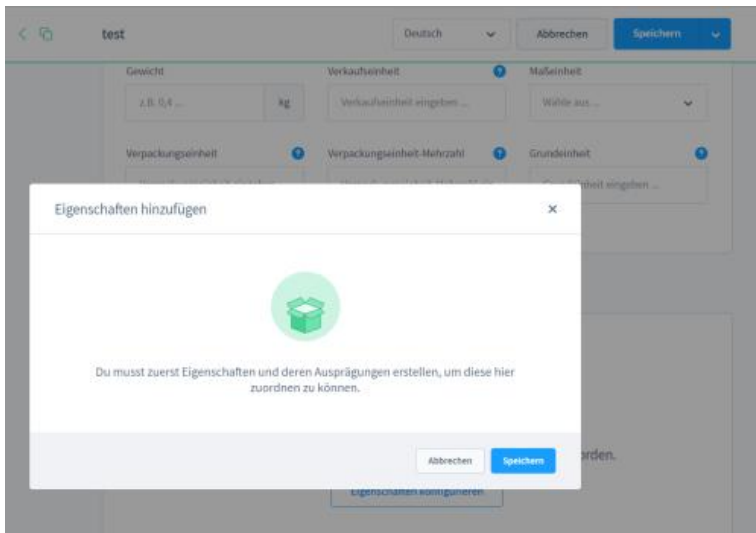 test
Deutsch
Abbrechen
Speichern
Gewicht
Verkaufseinheit
Maßeinheit
z.B. 0,4 ...
kg
Verkaufseinheit eingeben ...
Wähle aus ...
Verpackungseinheit
Verpackungseinheit-Mehrzahl
Grundeinheit
eingeben ...
Eigenschaften hinzufügen
Du musst zuerst Eigenschaften und deren Ausprägungen erstellen, um diese hier
zuordnen zu können.
Abbrechen
Speichern
orden.
Eigenschaften konfigurieren